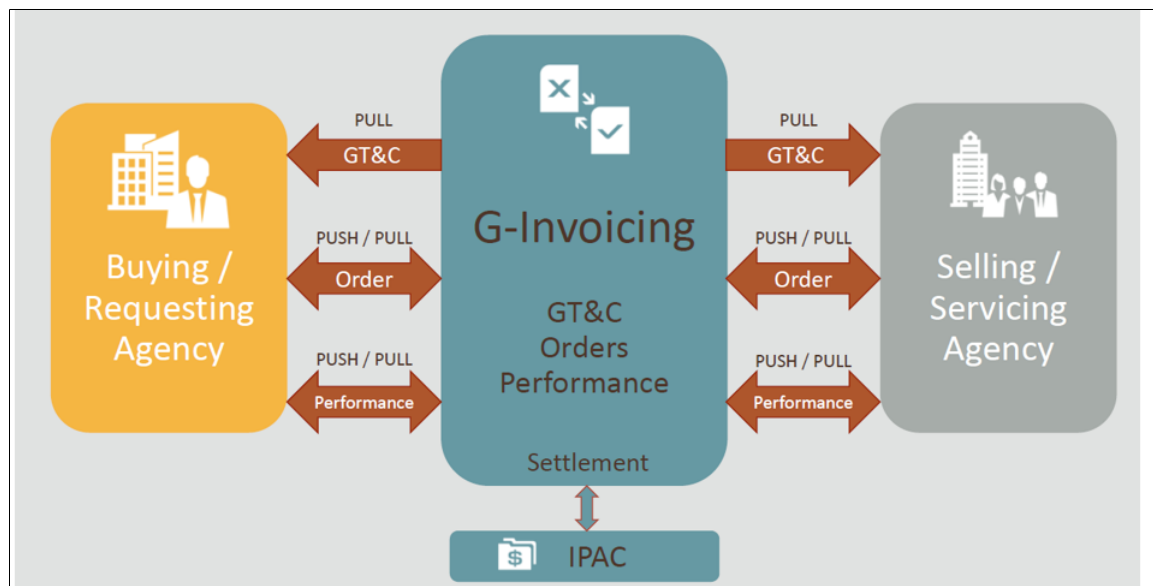 PULL
GT&C
PUSH / PULL
Order
PUSH / PULL
Performance
Buying /
Requesting
Agency
G-Invoicing
GT&C
Orders
Performance
Settlement
$ IPAC
PULL
GT&C
PUSH / PULL
Order
PUSH / PULL
Performance
Selling /
Servicing
Agency